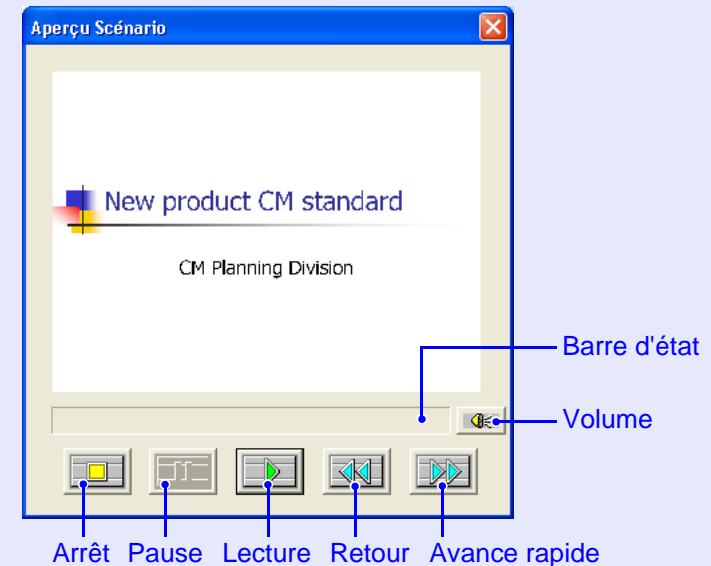 Aperçu Scénario
New product CM standard
CM Planning Division
Barre d'état
Volume
Arrêt Pause Lecture Retour Avance rapide